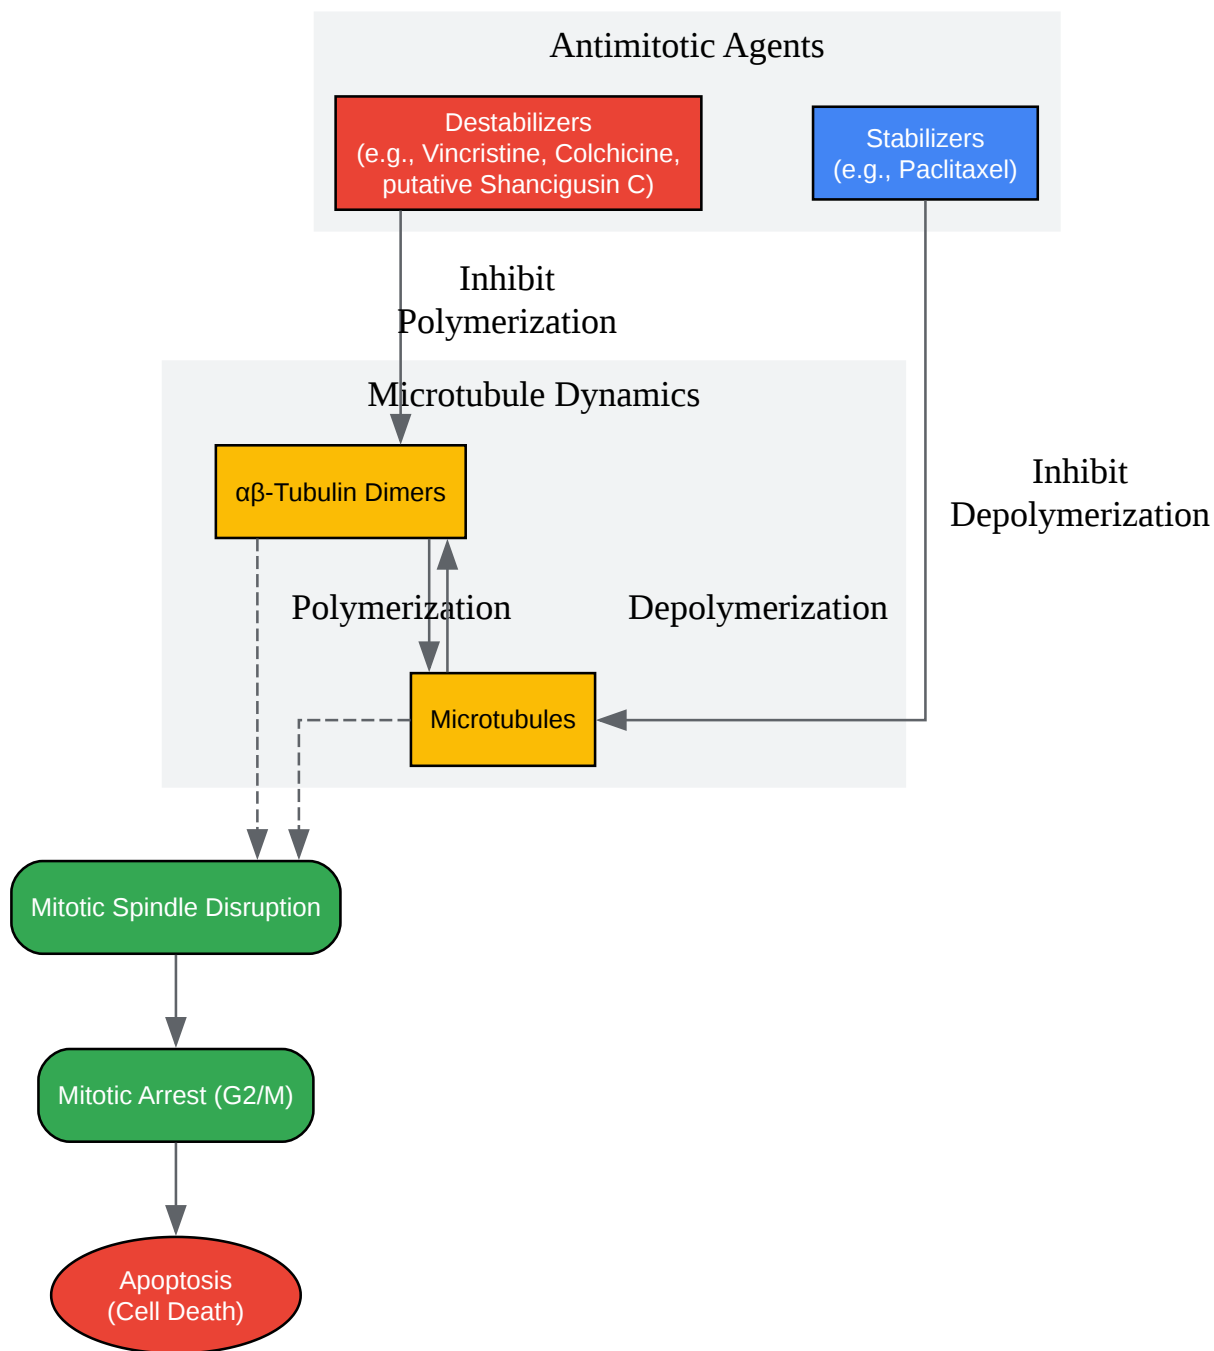 Antimitotic Agents
Destabilizers
(e.g., Vincristine, Colchicine,
putative Shancigusin C)
Stabilizers
(e.g., Paclitaxel)
Inhibit
Polymerization
Microtubule Dynamics
Inhibit
Depolymerization
αβ-Tubulin Dimers
Polymerization
Depolymerization
Microtubules
Mitotic Spindle Disruption
Mitotic Arrest (G2/M)
Apoptosis
(Cell Death)